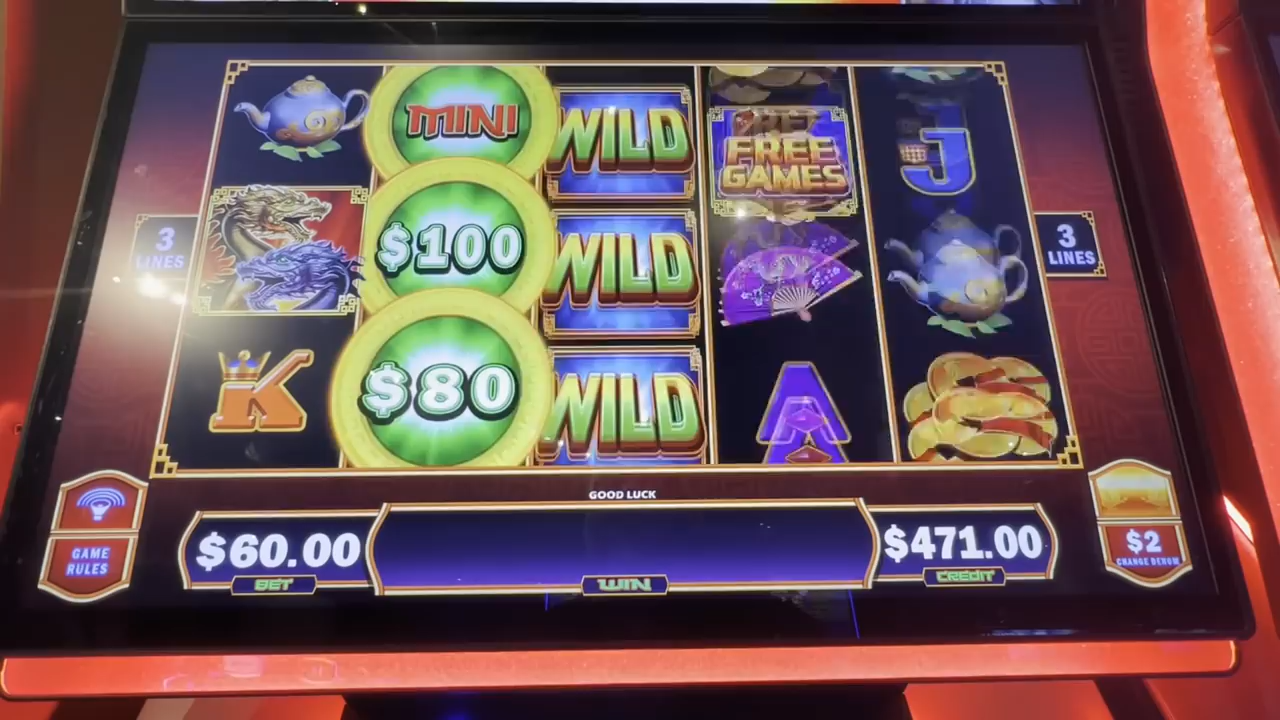 MINI
WILD
FREE
GAMES
J
$100
WILD
3
LINES
3
LINES
K
$80
WILD
A
GOOD LUCK
GAME
RULES
$60.00
BET
WIN
$471.00
CREDIT
$2
CHANGE DENOM